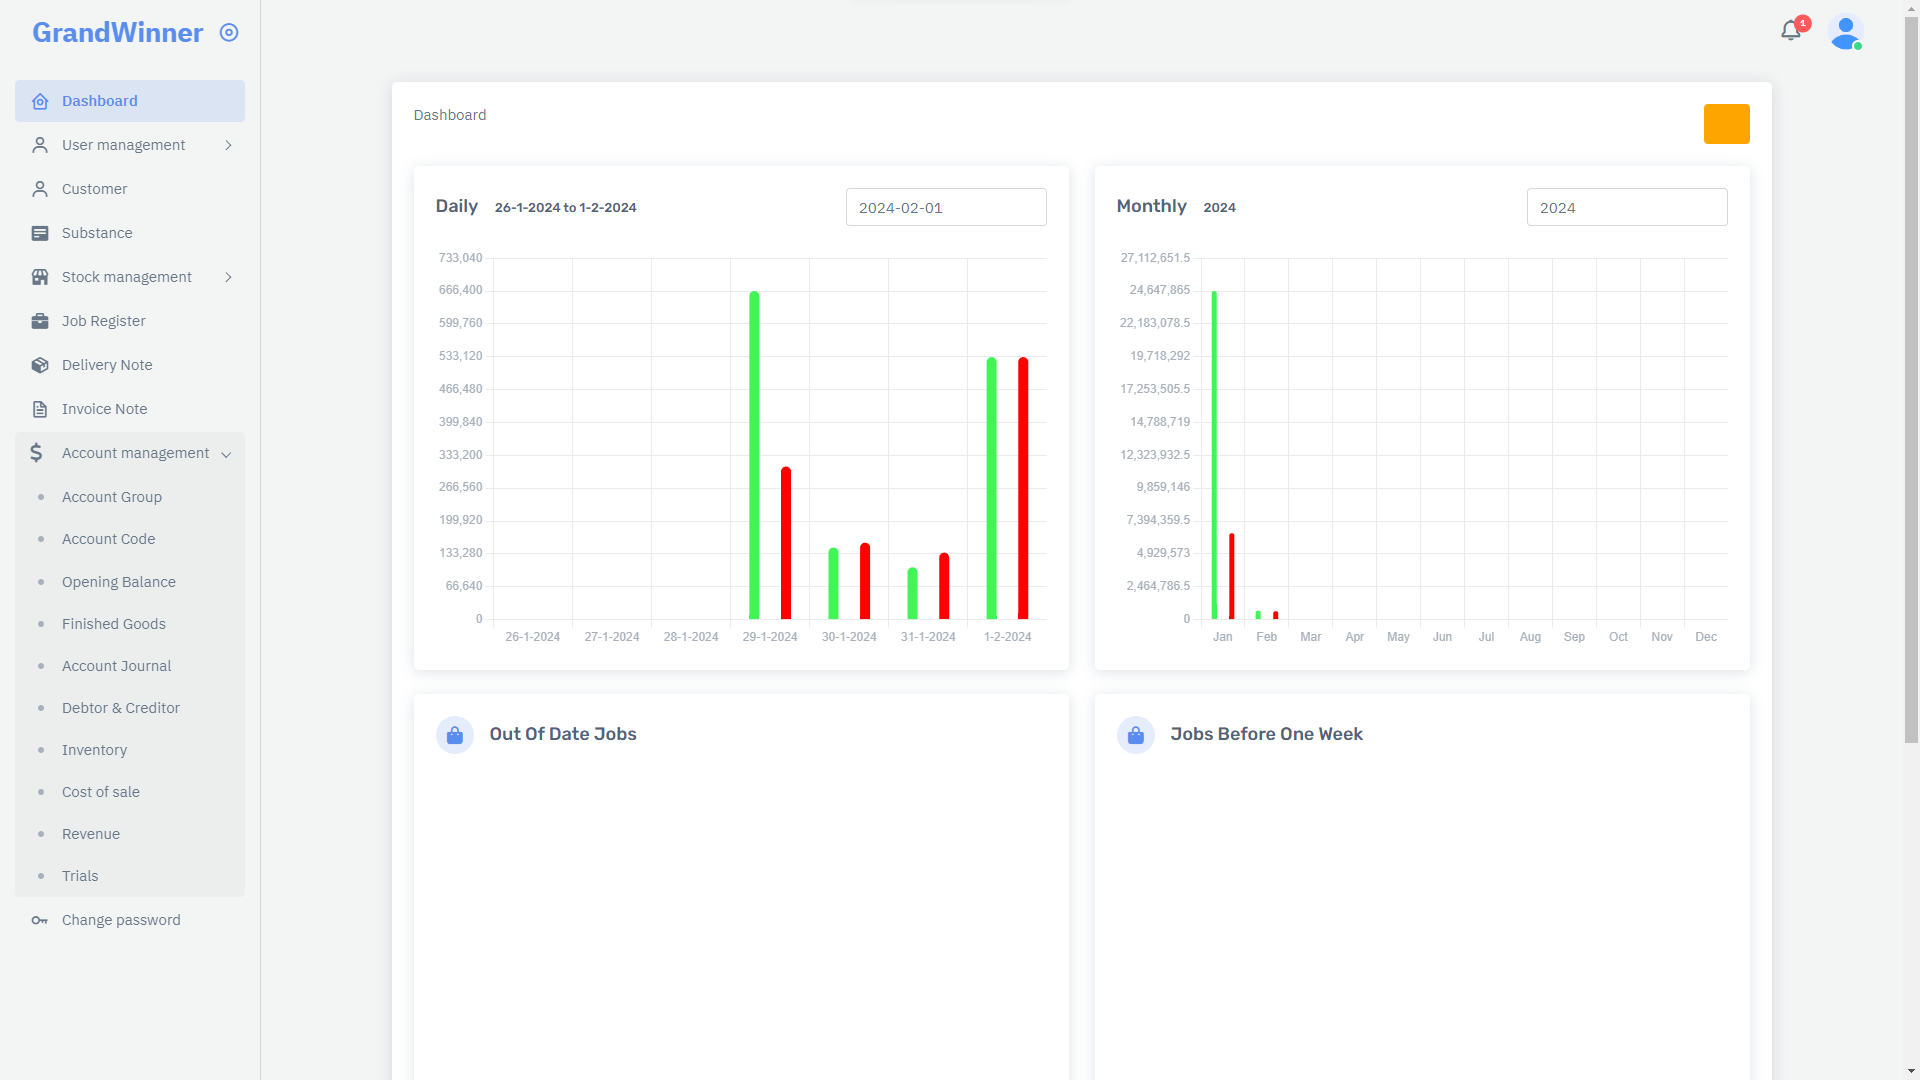 GrandWinner
1
Dashboard
User management
Customer
Substance
Stock management
Job Register
Delivery Note
Invoice Note
Account management
Account Group
Account Code
Opening Balance
Finished Goods
Account Journal
Debtor & Creditor
Inventory
Cost of sale
Revenue
Trials
Change password
Dashboard
Daily 26-1-2024 to 1-2-2024 2024-02-01
733,040
666,400
599,760
533,120
466,480
399,840
333,200
266,560
199,920
133,280
66,640
0
26-1-2024 27-1-2024 28-1-2024 29-1-2024 30-1-2024 31-1-2024 1-2-2024
Monthly 2024 2024
27,112,651.5
24,647,865
22,183,078.5
19,718,292
17,253,505.5
14,788,719
12,323,932.5
9,859,146
7,394,359.5
4,929,573
2,464,786.5
0
Jan Feb Mar Apr May Jun Jul Aug Sep Oct Nov Dec
Out Of Date Jobs
Jobs Before One Week